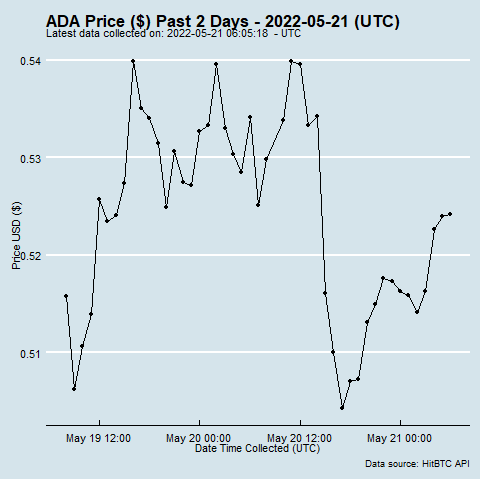 ADA Price ($) Past 2 Days - 2022-05-21 (UTC)
Latest data collected on: 2022-05-21 06:05:18 - UTC
0.54
0.53
0.52
0.51
Price USD ($)
May 19 12:00 May 20 00:00 May 20 12:00 May 21 00:00
Date Time Collected (UTC)
Data source: HitBTC API